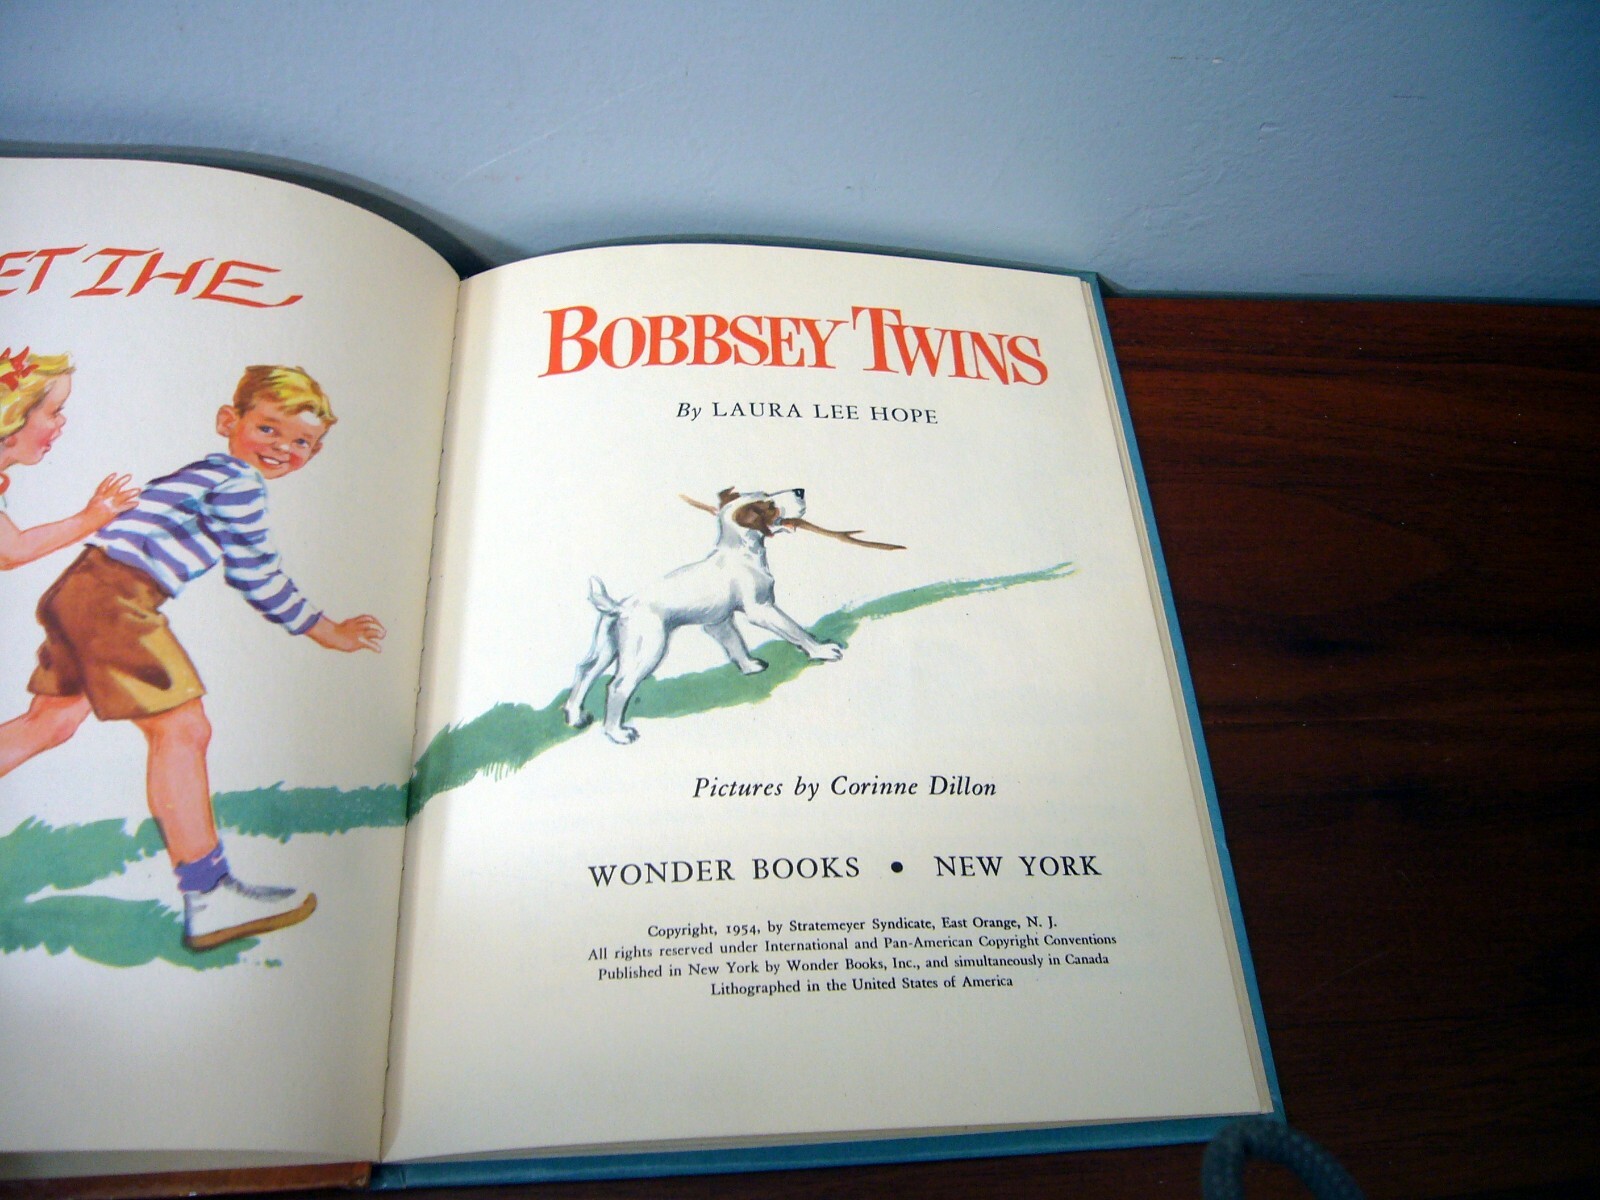 ET THE
BOBBSEY TWINS
By LAURA LEE HOPE
Pictures by Corinne Dillon
WONDER BOOKS • NEW YORK
Copyright, 1954, by Stratemeyer Syndicate, East Orange, N. J.
All rights reserved under International and Pan-American Copyright Conventions
Published in New York by Wonder Books, Inc., and simultaneously in Canada
Lithographed in the United States of America